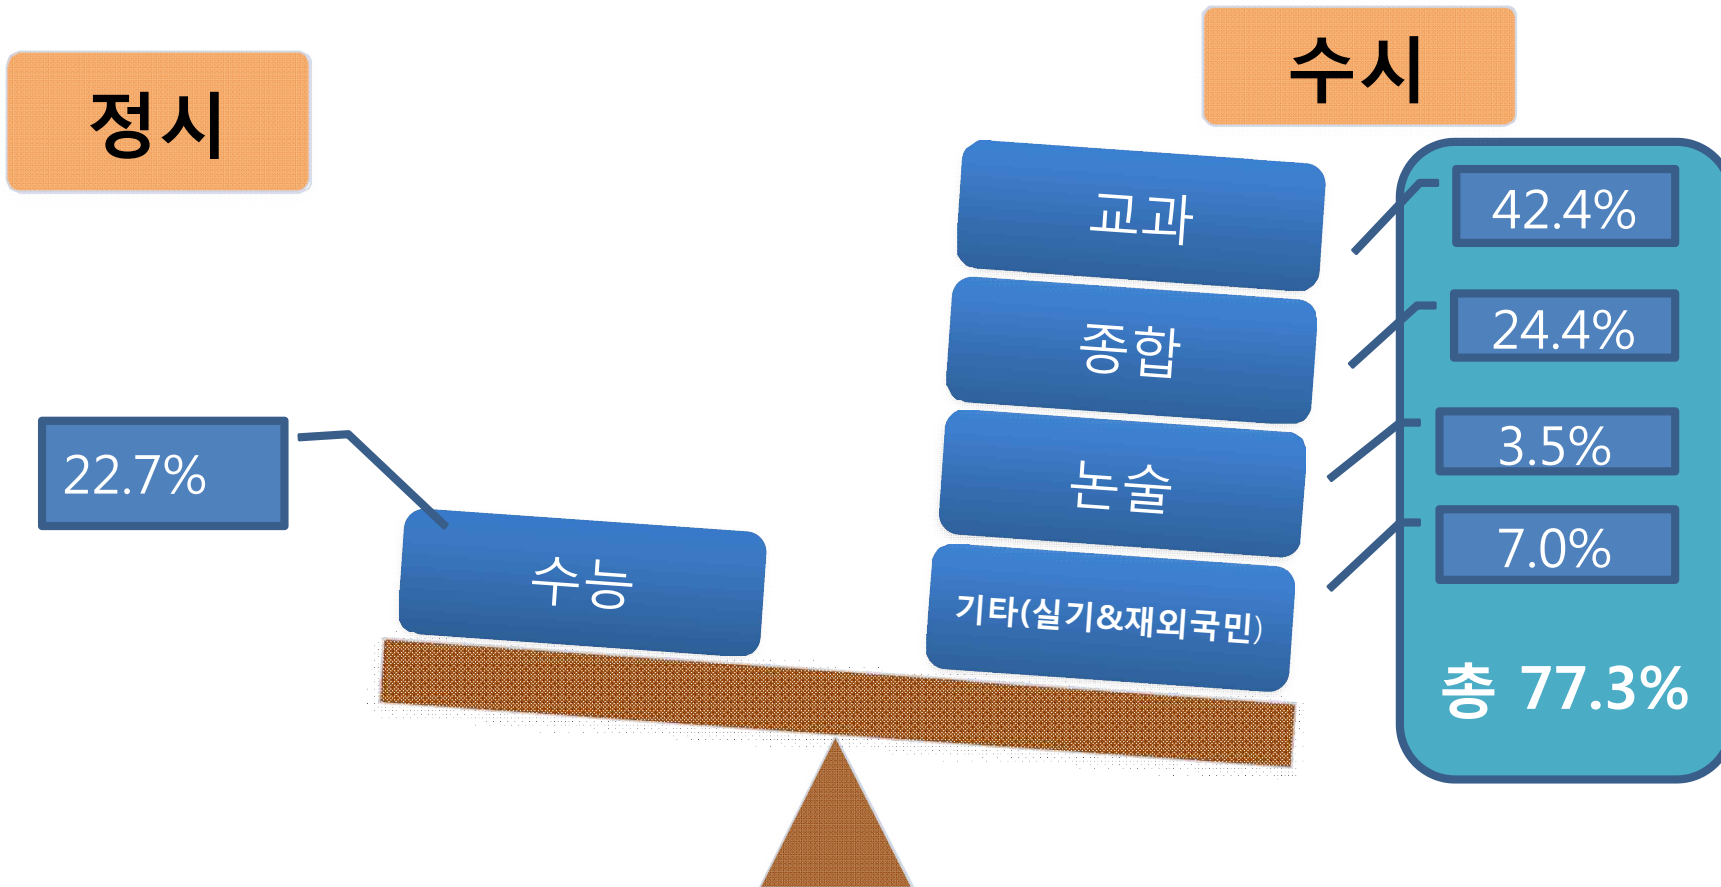 정시
수시
교과
42.4%
종합
24.4%
논술
3.5%
기타(실기&재외국민)
7.0%
총 77.3%
22.7%
수능